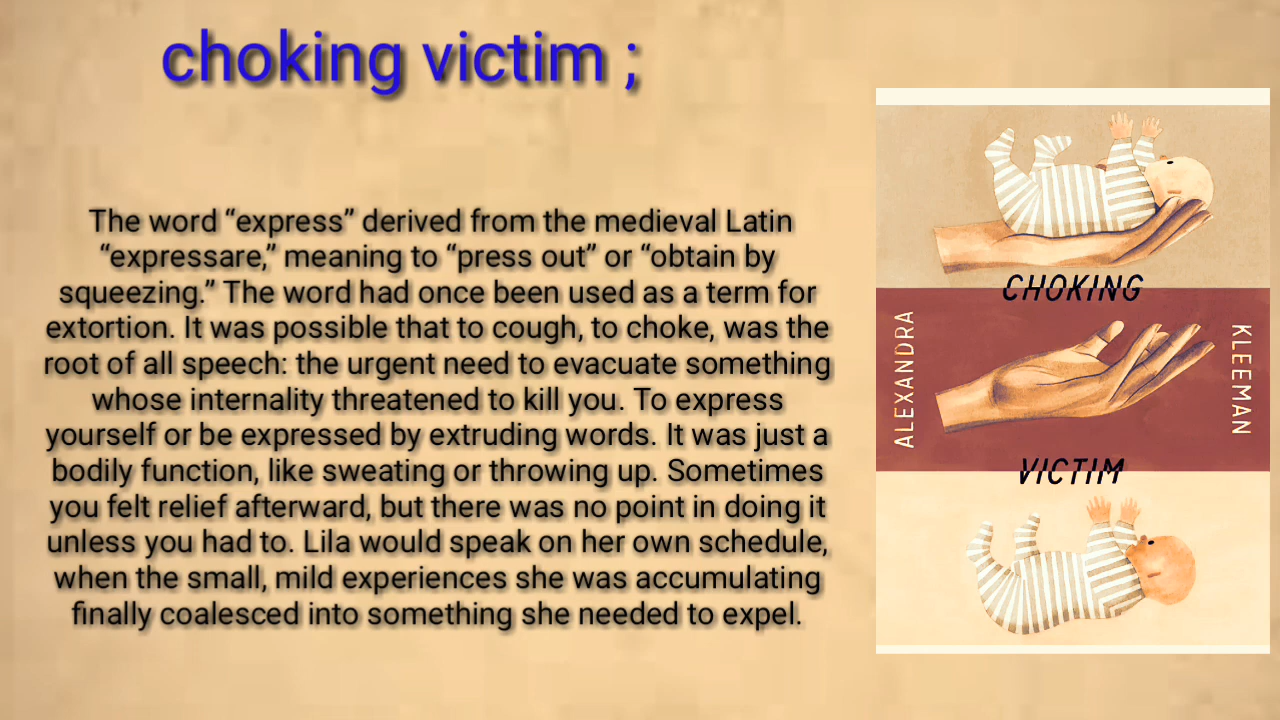 choking victim ;
The word “express” derived from the medieval Latin
“expressare,” meaning to “press out” or “obtain by
squeezing.” The word had once been used as a term for
extortion. It was possible that to cough, to choke, was the
root of all speech: the urgent need to evacuate something
whose internality threatened to kill you. To express
yourself or be expressed by extruding words. It was just a
bodily function, like sweating or throwing up. Sometimes
you felt relief afterward, but there was no point in doing it
unless you had to. Lila would speak on her own schedule,
when the small, mild experiences she was accumulating
finally coalesced into something she needed to expel.
CHOKING
ALEXANDRA
KLEEMAN
VICTIM